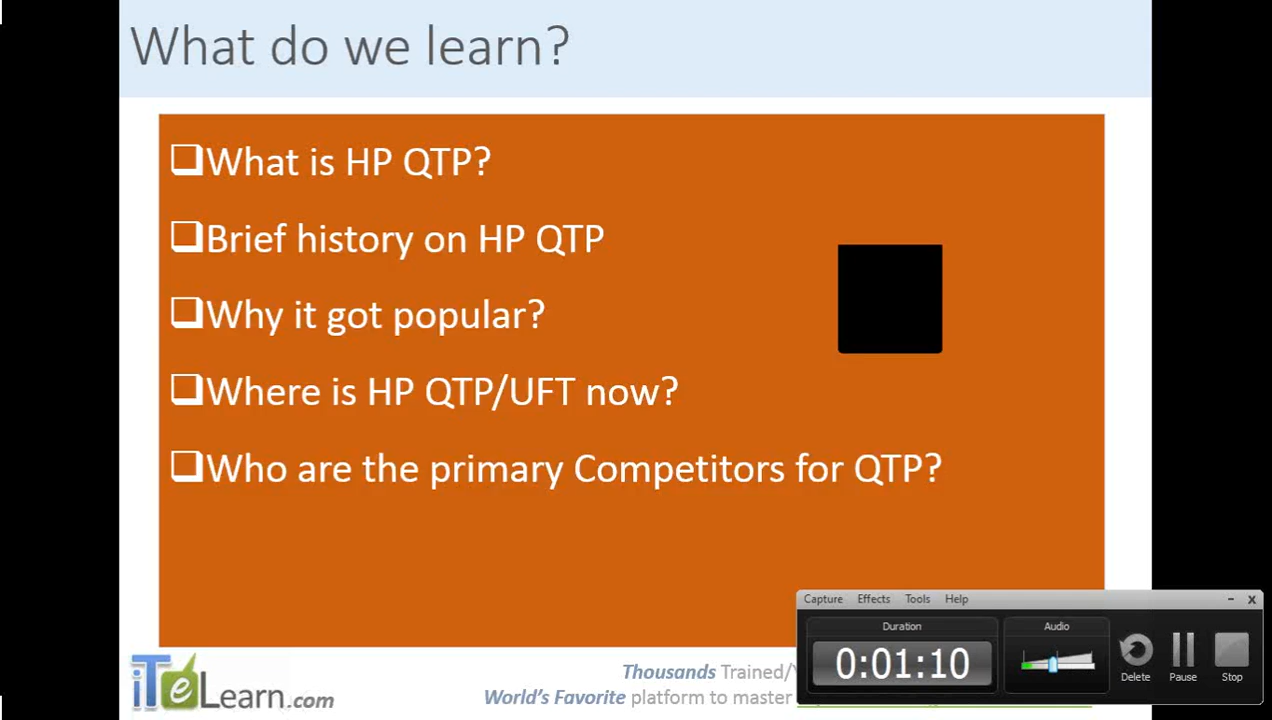 What do we learn?
What is HP QTP?
Brief history on HP QTP
Why it got popular?
Where is HP QTP/UFT now?
Who are the primary Competitors for QTP?
iTeLearn.com
Thousands Trained/
World's Favorite platform to master
Capture Effects Tools Help
Duration
Audio
0:01:10
Delete Pause Stop